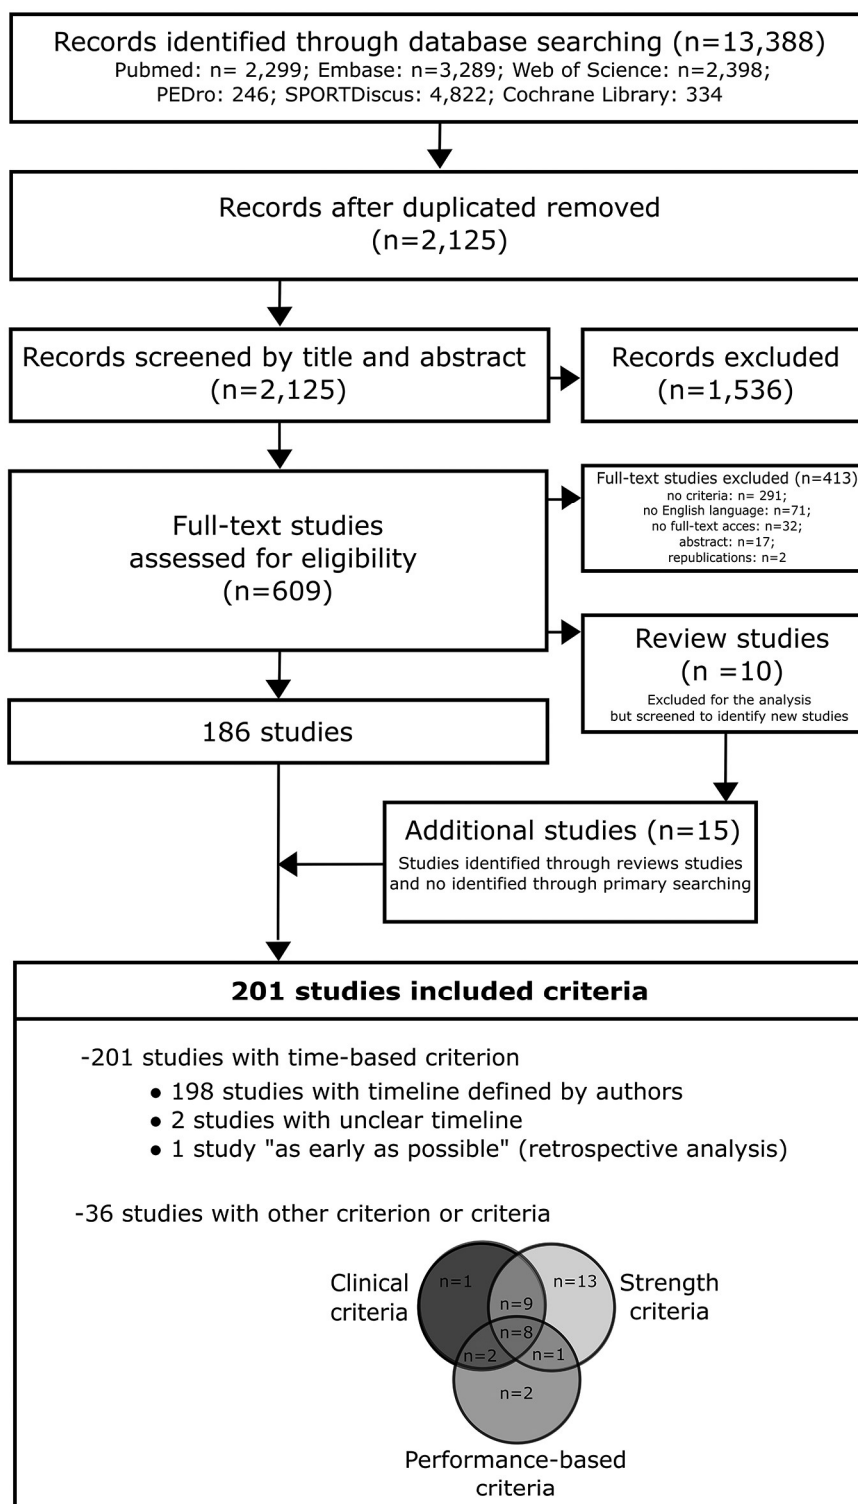 Records identified through database searching (n=13,388)
Pubmed: n= 2,299; Embase: n=3,289; Web of Science: n=2,398;
PEDro: 246; SPORTDiscus: 4,822; Cochrane Library: 334
Records after duplicated removed
(n=2,125)
Records screened by title and abstract
(n=2,125)
Records excluded
(n=1,536)
Full-text studies
assessed for eligibility
(n=609)
Full-text studies excluded (n=413)
no criteria: n= 291;
no English language: n=71;
no full-text acces: n=32;
abstract: n=17;
republications: n=2
Review studies
(n =10)
Excluded for the analysis
but screened to identify new studies
186 studies
Additional studies (n=15)
Studies identified through reviews studies
and no identified through primary searching
201 studies included criteria
-201 studies with time-based criterion
• 198 studies with timeline defined by authors
• 2 studies with unclear timeline
• 1 study "as early as possible" (retrospective analysis)
-36 studies with other criterion or criteria
Clinical
criteria
n=1
n=13
Strength
criteria
n=9
n=8
n=2
n=1
n=2
Performance-based
criteria